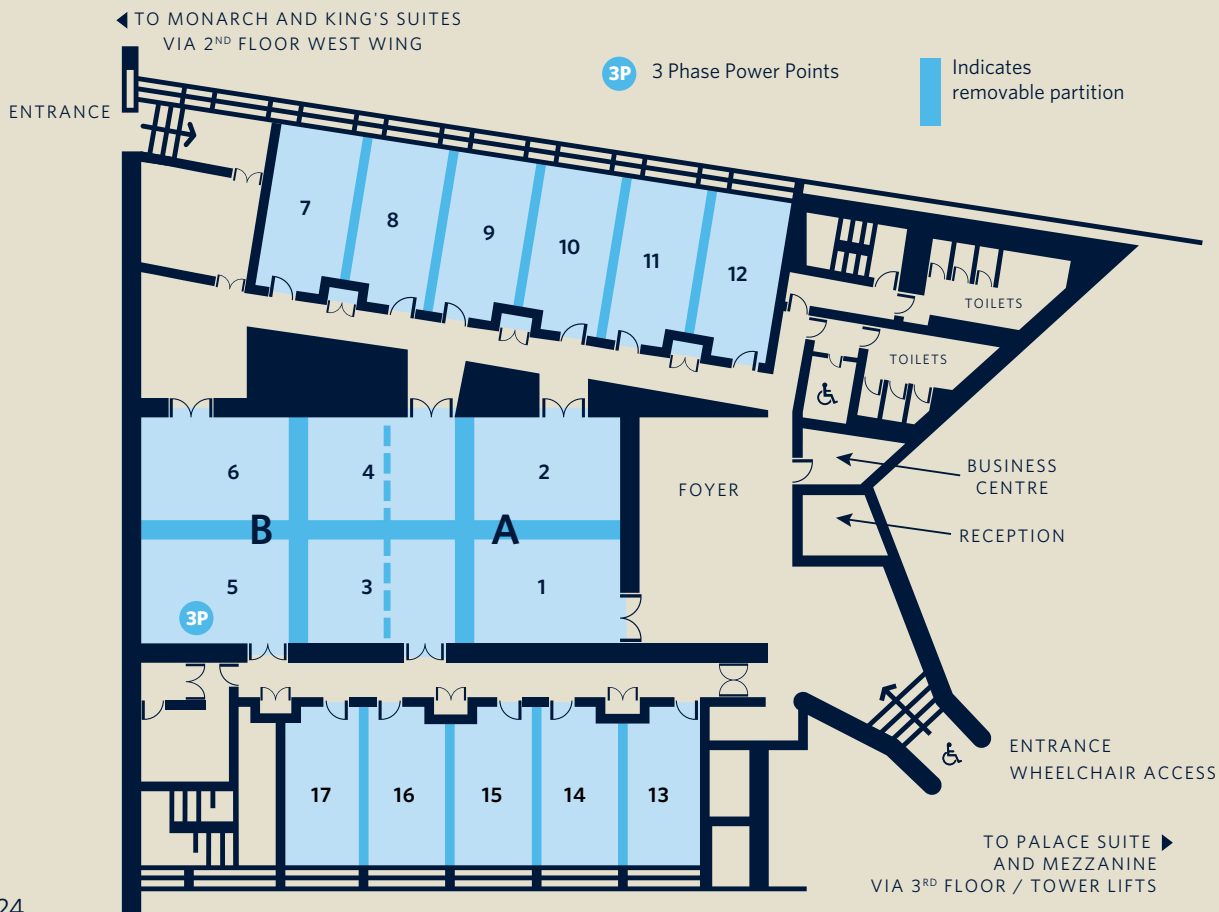 TO MONARCH AND KING'S SUITES
VIA 2ND FLOOR WEST WING
3P 3 Phase Power Points
Indicates
removable partition
ENTRANCE
7
8
9
10
11
12
TOILETS
TOILETS
6
4
2
B
A
5
3
1
3P
FOYER
BUSINESS
CENTRE
RECEPTION
17
16
15
14
13
ENTRANCE
WHEELCHAIR ACCESS
TO PALACE SUITE
AND MEZZANINE
VIA 3RD FLOOR / TOWER LIFTS
24